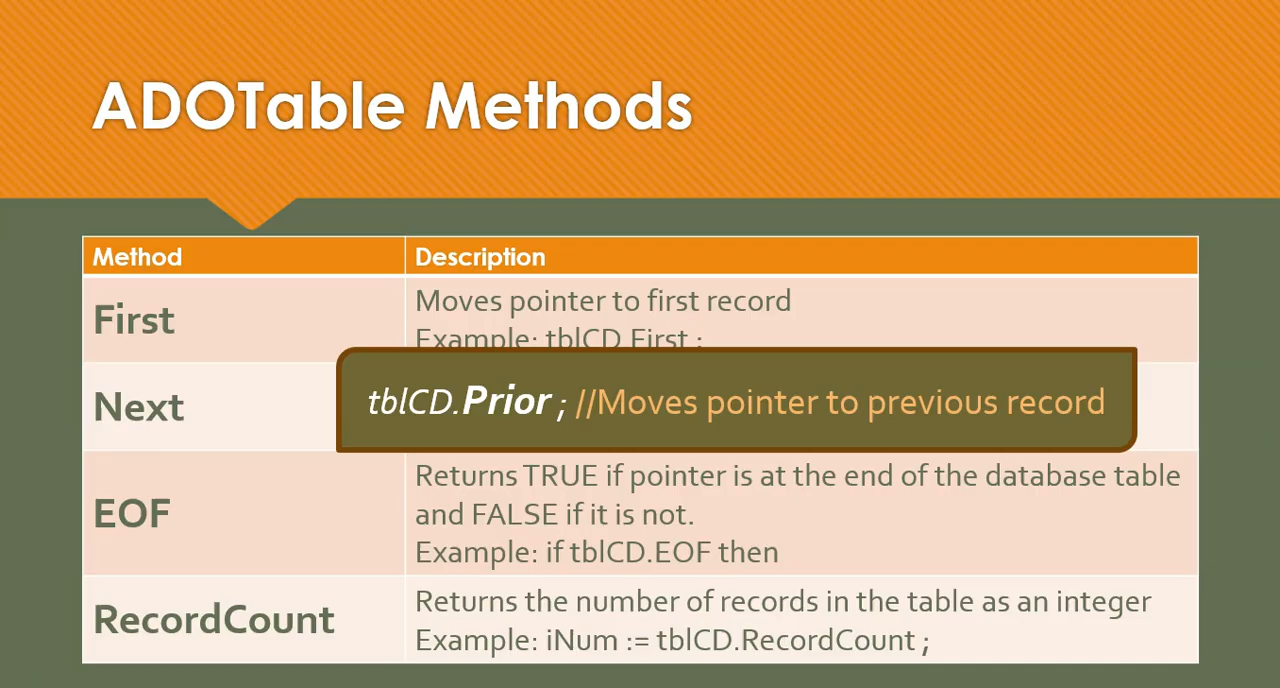 ADOTable Methods
Method
Description
First
Moves pointer to first record
Example: tblCD.First ;
Next
tblCD.Prior ; //Moves pointer to previous record
EOF
Returns TRUE if pointer is at the end of the database table
and FALSE if it is not.
Example: if tblCD.EOF then
RecordCount
Returns the number of records in the table as an integer
Example: iNum := tblCD.RecordCount ;